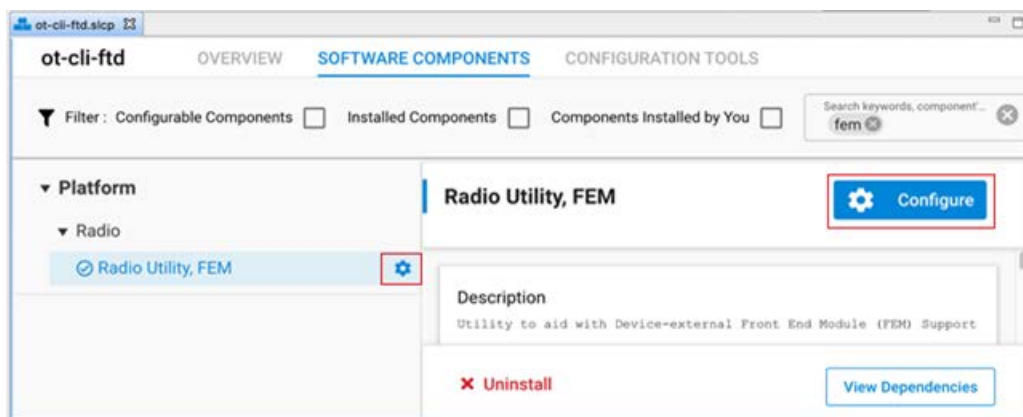 ot-cli-ftd.slcp
ot-cli-ftd OVERVIEW SOFTWARE COMPONENTS CONFIGURATION TOOLS
Filter : Configurable Components Installed Components Components Installed by You
Search keywords, component'...
fem
Platform
Radio
Radio Utility, FEM
Radio Utility, FEM
Configure
Description
Utility to aid with Device-external Front End Module (FEM) Support
Uninstall
View Dependencies